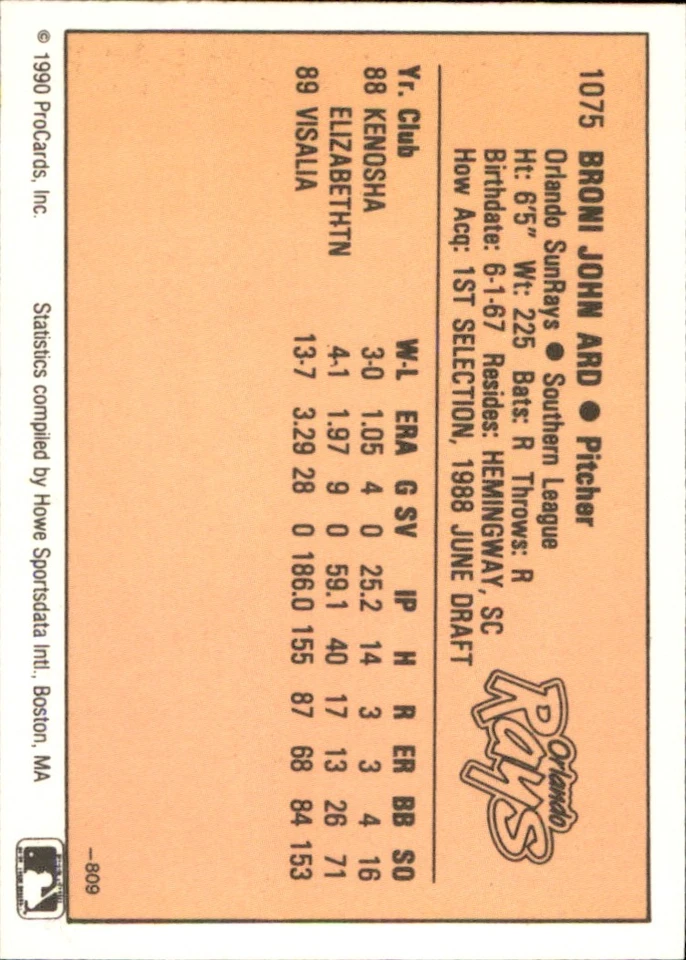 1075 BRONI JOHN ARD ● Pitcher
Orlando SunRays ● Southern League
Ht: 6'5" Wt: 225 Bats: R Throws: R
Birthdate: 6-1-67 Resides: HEMINGWAY, SC
How Acq: 1ST SELECTION, 1988 JUNE DRAFT
Orlando
Rays
Yr. Club W-L ERA G SV IP H R ER BB SO
88 KENOSHA 3-0 1.05 4 0 25.2 14 3 3 4 16
ELIZABETHTN 4-1 1.97 9 0 59.1 40 17 13 26 71
89 VISALIA 13-7 3.29 28 0 186.0 155 87 68 84 153
—809
© 1990 ProCards, Inc. Statistics compiled by Howe Sportsdata Intl., Boston, MA